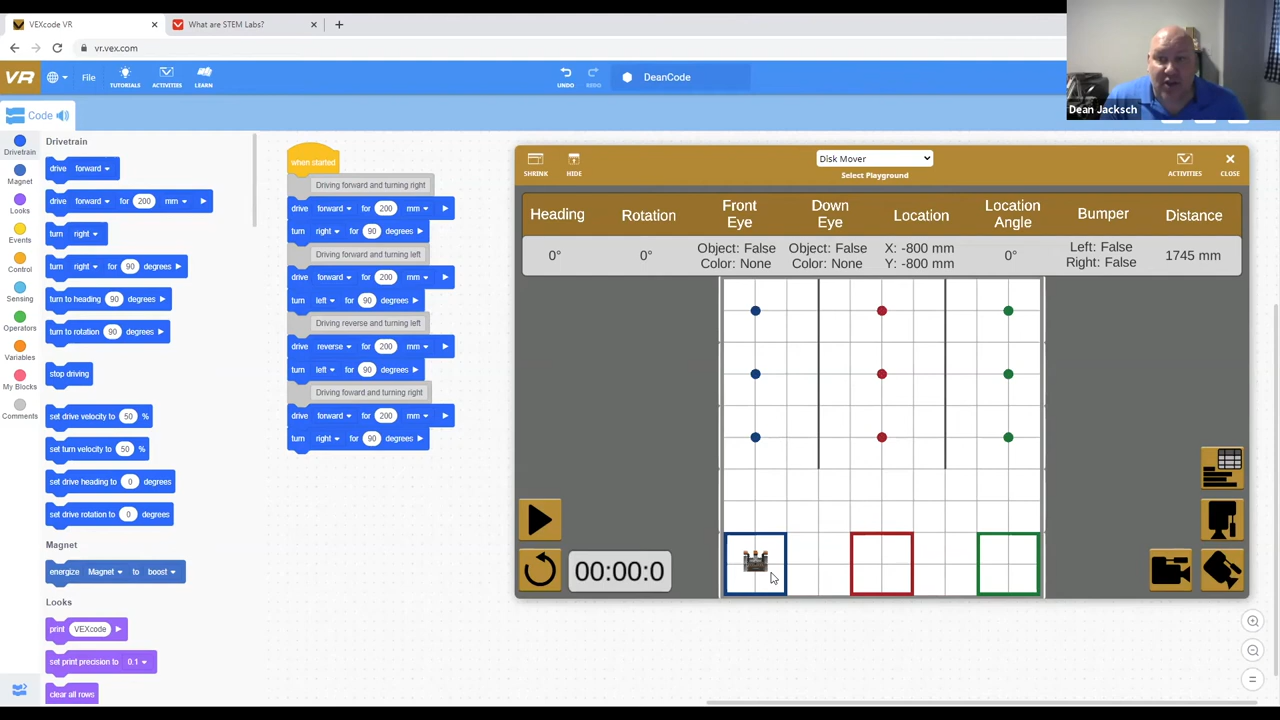 VEXcode VR
What are STEM Labs?
vr.vex.com
VR
File
TUTORIALS
ACTIVITIES
LEARN
UNDO
REDO
DeanCode
Dean Jacksch
Code
Drivetrain
Magnet
Looks
Events
Control
Sensing
Operators
Variables
My Blocks
Comments
Drivetrain
drive forward
drive forward for 200 mm
turn right
turn right for 90 degrees
turn to heading 90 degrees
turn to rotation 90 degrees
stop driving
set drive velocity to 50 %
set turn velocity to 50 %
set drive heading to 0 degrees
set drive rotation to 0 degrees
Magnet
energize Magnet to boost
Looks
print VEXcode
set print precision to 0.1
clear all rows
when started
Driving forward and turning right
drive forward for 200 mm
turn right for 90 degrees
Driving forward and turning left
drive forward for 200 mm
turn left for 90 degrees
Driving reverse and turning left
drive reverse for 200 mm
turn left for 90 degrees
Driving foward and turning right
drive forward for 200 mm
turn right for 90 degrees
SHRINK
HIDE
Disk Mover
Select Playground
ACTIVITIES
CLOSE
Heading Rotation Front Eye Down Eye Location Location Angle Bumper Distance
0° 0° Object: False Object: False X: -800 mm 0° Left: False 1745 mm
Color: None Color: None Y: -800 mm Right: False
00:00:0